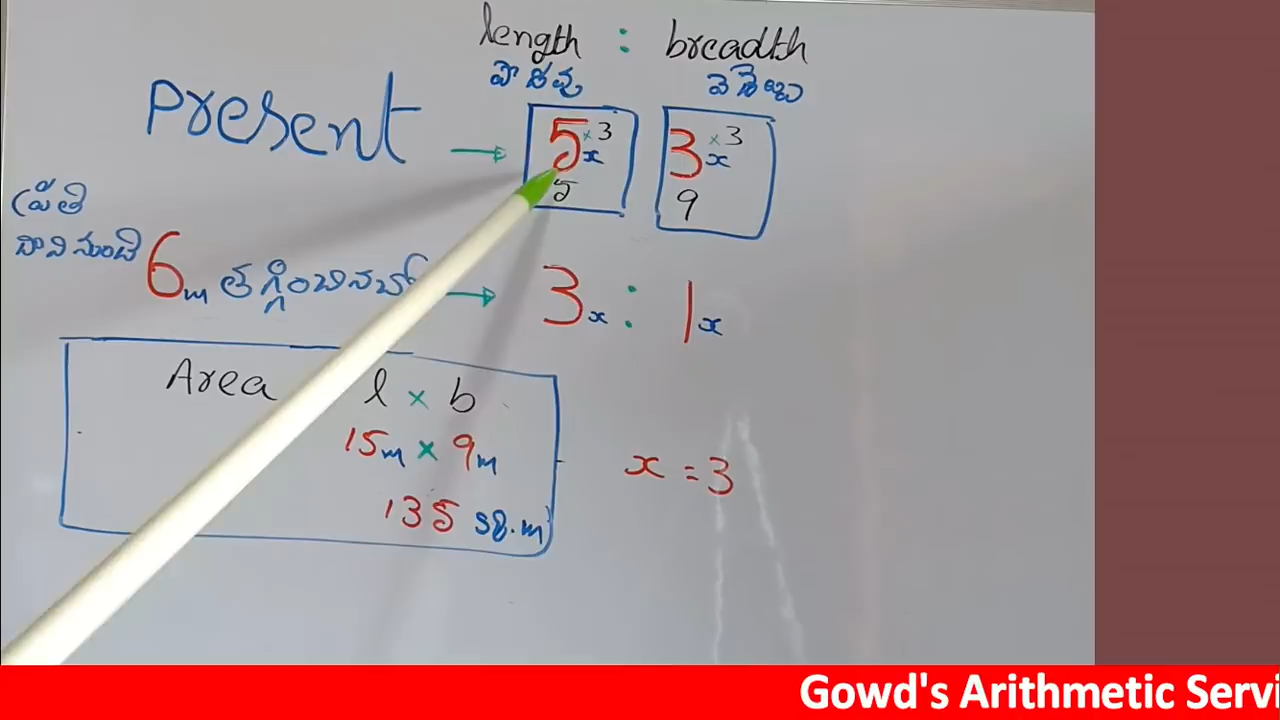 length : breadth
పొడవు వెడల్పు
Present → 5x ×3 3x ×3
5 9
ప్రతి
దాని నుండి 6m తగ్గించినచో → 3x : 1x
Area l × b
15m × 9m
135 sq.m
x = 3
Gowd's Arithmetic Servi